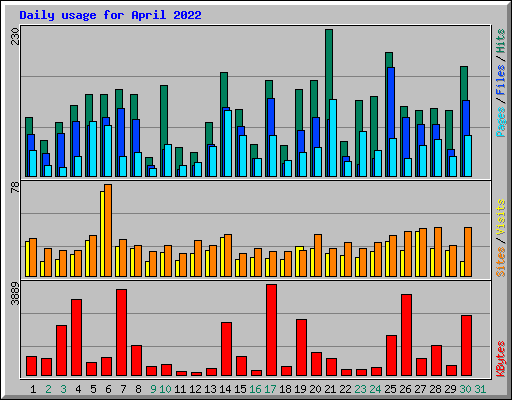 Daily usage for April 2022
230
Pages / Files / Hits
78
Sites / Visits
3889
KBytes
1 2 3 4 5 6 7 8 9 10 11 12 13 14 15 16 17 18 19 20 21 22 23 24 25 26 27 28 29 30 31